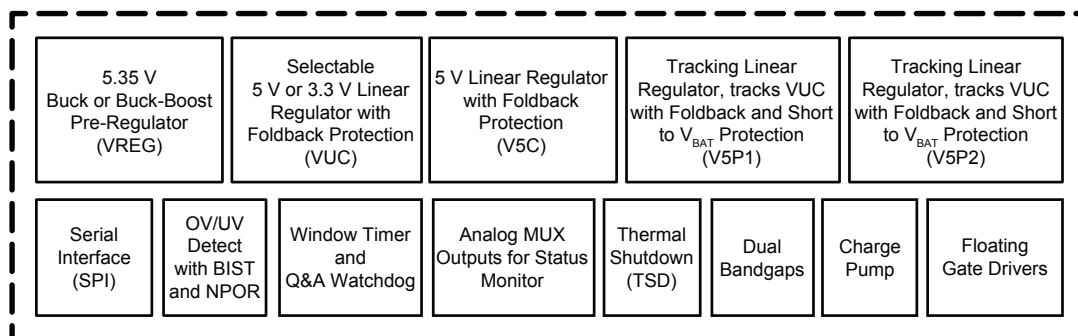 5.35 V
Buck or Buck-Boost
Pre-Regulator
(VREG)
Selectable
5 V or 3.3 V Linear
Regulator with
Foldback Protection
(VUC)
5 V Linear Regulator
with Foldback
Protection
(V5C)
Tracking Linear
Regulator, tracks VUC
with Foldback and Short
to VBAT Protection
(V5P1)
Tracking Linear
Regulator, tracks VUC
with Foldback and Short
to VBAT Protection
(V5P2)
Serial
Interface
(SPI)
OV/UV
Detect
with BIST
and NPOR
Window Timer
and
Q&A Watchdog
Analog MUX
Outputs for Status
Monitor
Thermal
Shutdown
(TSD)
Dual
Bandgaps
Charge
Pump
Floating
Gate Drivers